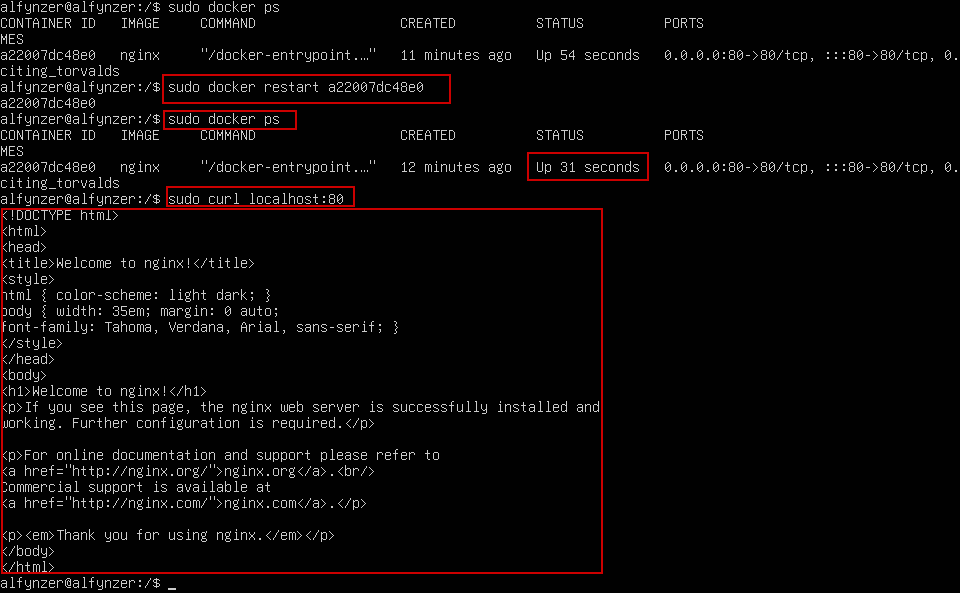 alfynzer@alfynzer:/$ sudo docker ps
CONTAINER ID   IMAGE     COMMAND                  CREATED          STATUS          PORTS
MES
a22007dc48e0   nginx     "/docker-entrypoint.…"   11 minutes ago   Up 54 seconds   0.0.0.0:80->80/tcp, :::80->80/tcp, 0.
citing_torvalds
alfynzer@alfynzer:/$ sudo docker restart a22007dc48e0
a22007dc48e0
alfynzer@alfynzer:/$ sudo docker ps
CONTAINER ID   IMAGE     COMMAND                  CREATED          STATUS          PORTS
MES
a22007dc48e0   nginx     "/docker-entrypoint.…"   12 minutes ago   Up 31 seconds   0.0.0.0:80->80/tcp, :::80->80/tcp, 0.
citing_torvalds
alfynzer@alfynzer:/$ sudo curl localhost:80
<!DOCTYPE html>
<html>
<head>
<title>Welcome to nginx!</title>
<style>
html { color-scheme: light dark; }
body { width: 35em; margin: 0 auto;
font-family: Tahoma, Verdana, Arial, sans-serif; }
</style>
</head>
<body>
<h1>Welcome to nginx!</h1>
<p>If you see this page, the nginx web server is successfully installed and
working. Further configuration is required.</p>

<p>For online documentation and support please refer to
<a href="http://nginx.org/">nginx.org</a>.<br/>
Commercial support is available at
<a href="http://nginx.com/">nginx.com</a>.</p>

<p><em>Thank you for using nginx.</em></p>
</body>
</html>
alfynzer@alfynzer:/$ _